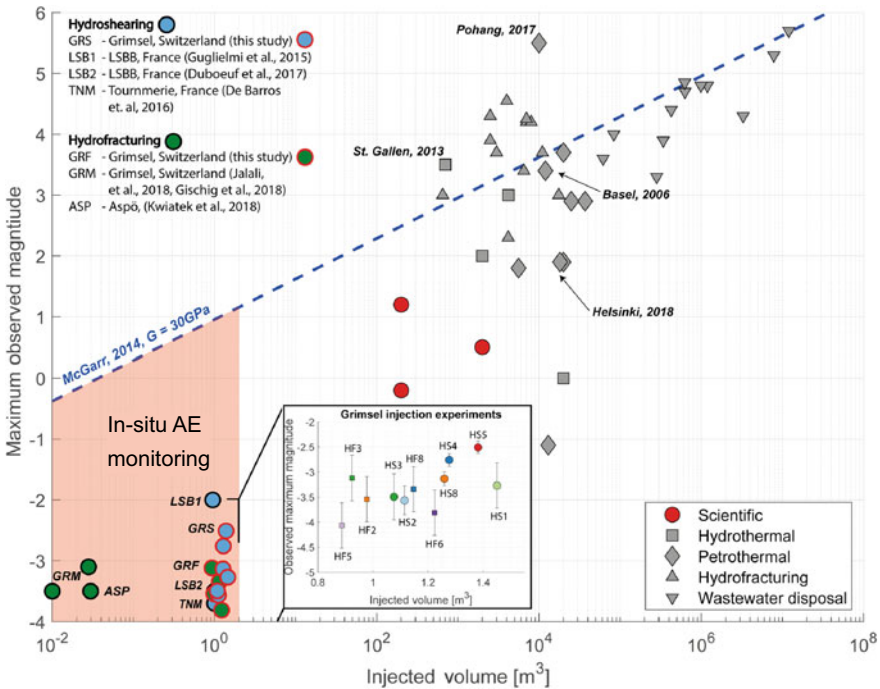 Hydroshearing
GRS - Grimsel, Switzerland (this study)
LSB1 - LSBB, France (Guglielmi et al., 2015)
LSB2 - LSBB, France (Duboeuf et al., 2017)
TNM - Tournmerie, France (De Barros
et. al, 2016)
Hydrofracturing
GRF - Grimsel, Switzerland (this study)
GRM - Grimsel, Switzerland (Jalali,
et al., 2018, Gischig et al., 2018)
ASP - Aspö, (Kwiatek et al., 2018)
Pohang, 2017
St. Gallen, 2013
Basel, 2006
Helsinki, 2018
McGarr, 2014, G = 30GPa
In-situ AE
monitoring
LSB1
GRS
GRF
GRM
LSB2
ASP
TNM
Grimsel injection experiments
HF3
HF5
HF2
HS3
HS2
HF8
HF6
HS4
HS8
HS5
HS1
Observed maximum magnitude
-2
-2.5
-3
-3.5
-4
-4.5
-5
0.8
1
1.2
1.4
Injected volume [m³]
Scientific
Hydrothermal
Petrothermal
Hydrofracturing
Wastewater disposal
Maximum observed magntiude
6
5
4
3
2
1
0
-1
-2
-3
-4
10⁻²
10⁰
10²
10⁴
10⁶
10⁸
Injected volume [m³]